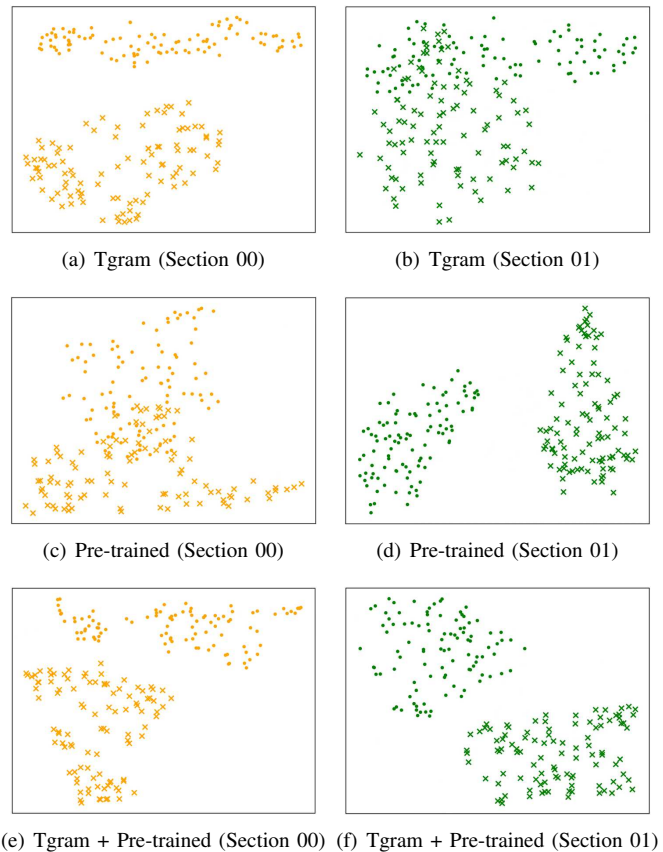 (a) Tgram (Section 00)
(b) Tgram (Section 01)
(c) Pre-trained (Section 00)
(d) Pre-trained (Section 01)
(e) Tgram + Pre-trained (Section 00)
(f) Tgram + Pre-trained (Section 01)